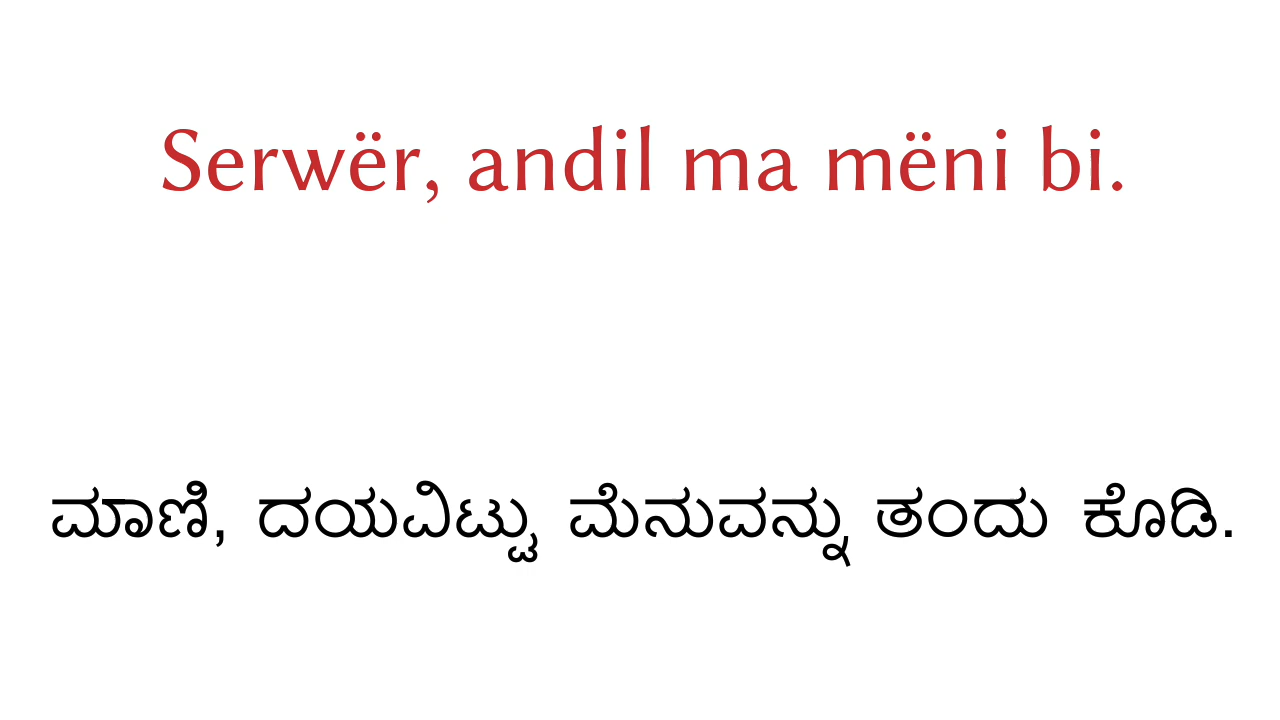 Serwër, andil ma mëni bi.
ಮಾಣಿ, ದಯವಿಟ್ಟು ಮೆನುವನ್ನು ತಂದು ಕೊಡಿ.